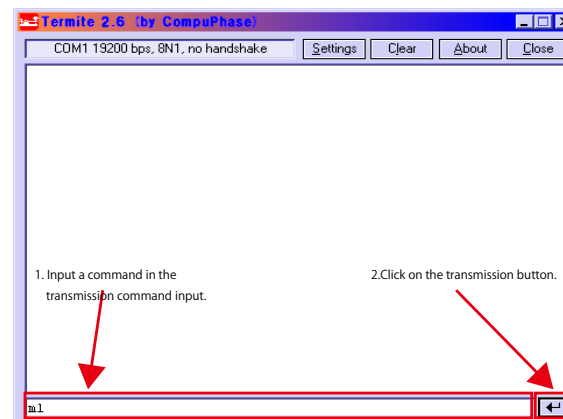 Termite 2.6 (by CompuPhase)
COM1 19200 bps, 8N1, no handshake Settings Clear About Close
1. Input a command in the
transmission command input.
2.Click on the transmission button.
m1